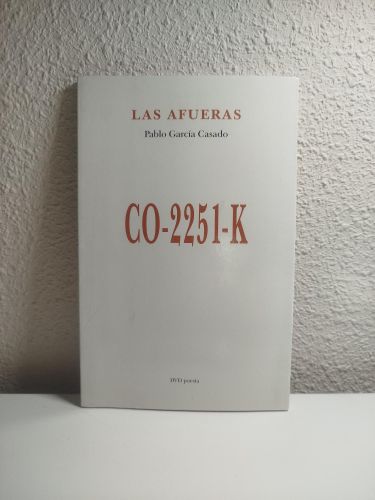 LAS AFUERAS
Pablo García Casado
CO-2251-K
DVD poesía